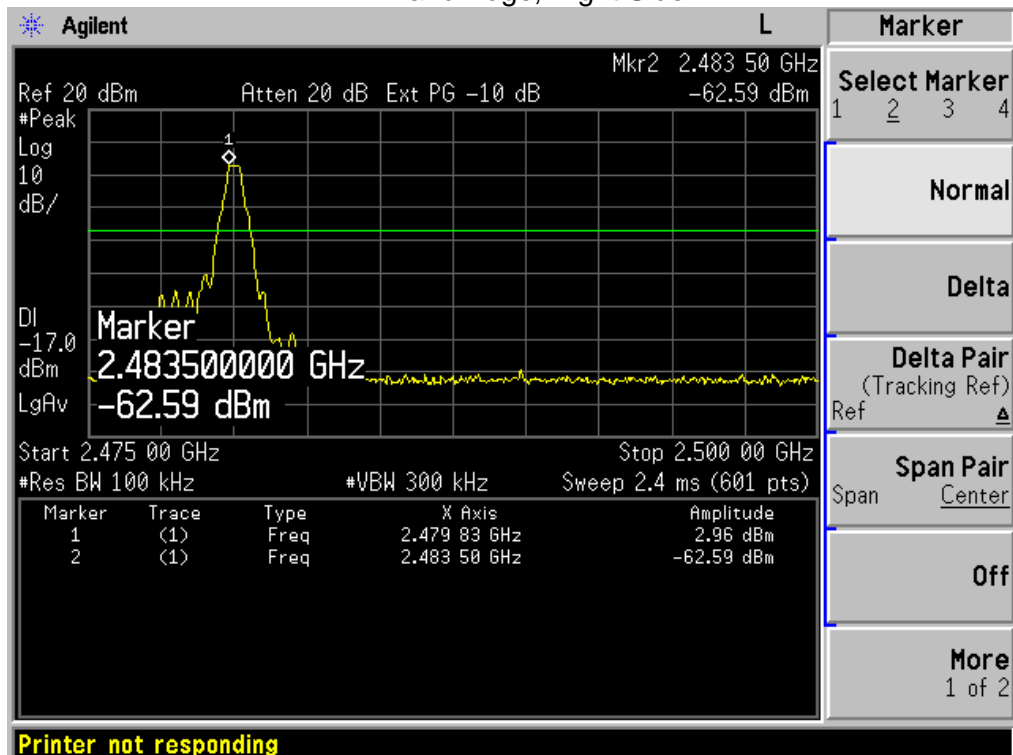 Agilent L Marker
Mkr2 2.483 50 GHz
Ref 20 dBm Atten 20 dB Ext PG -10 dB -62.59 dBm
#Peak
Log
10
dB/
1
DI
-17.0
dBm
LgAv
Marker
2.483500000 GHz
-62.59 dBm
Start 2.475 00 GHz Stop 2.500 00 GHz
#Res BW 100 kHz #VBW 300 kHz Sweep 2.4 ms (601 pts)
Marker Trace Type X Axis Amplitude
1 (1) Freq 2.479 83 GHz 2.96 dBm
2 (1) Freq 2.483 50 GHz -62.59 dBm
Select Marker
1 2 3 4
Normal
Delta
Delta Pair
(Tracking Ref)
Ref Δ
Span Pair
Span Center
Off
More
1 of 2
Printer not responding